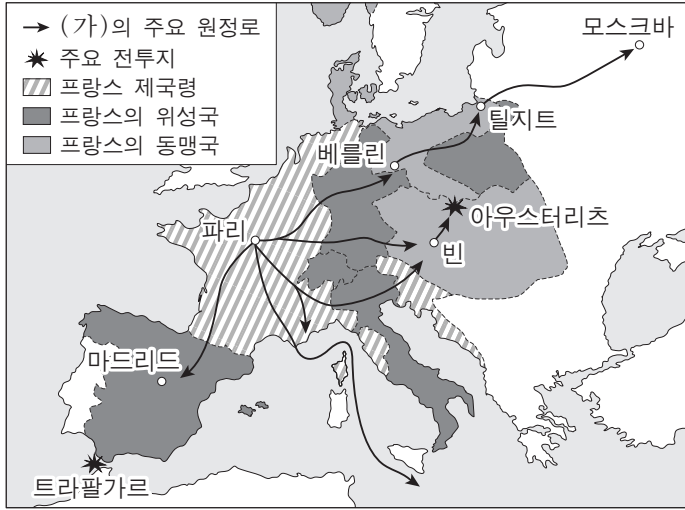 (가)의 주요 원정로
주요 전투지
프랑스 제국령
프랑스의 위성국
프랑스의 동맹국
모스크바
틸지트
베를린
아우스터리츠
파리
빈
마드리드
트라팔가르